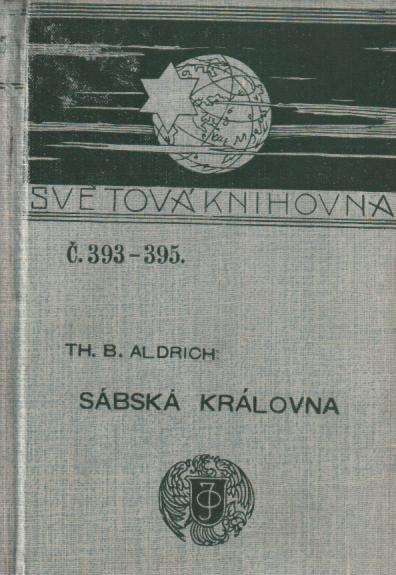 SVĚTOVÁ KNIHOVNA
Č. 393-395.
TH. B. ALDRICH:
SÁBSKÁ KRÁLOVNA